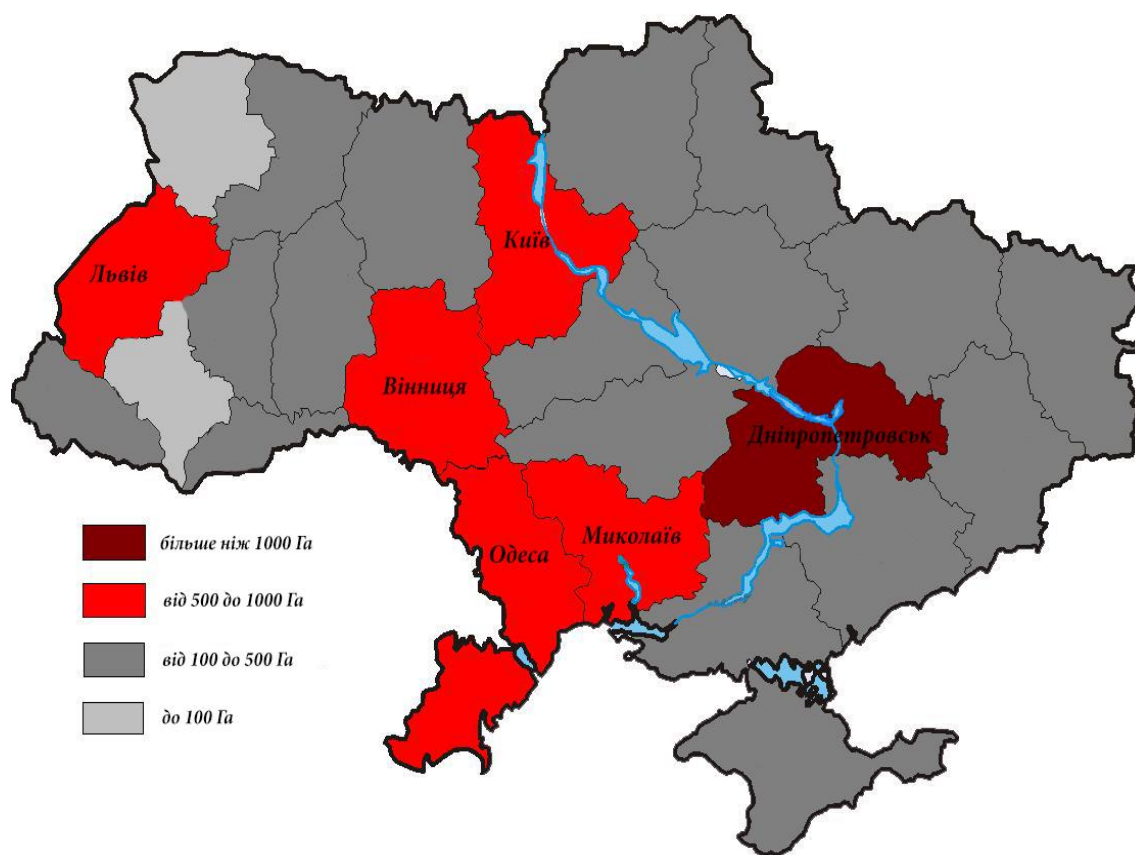 Київ
Львів
Вінниця
Дніпропетровськ
Миколаїв
Одеса
більше ніж 1000 Га
від 500 до 1000 Га
від 100 до 500 Га
до 100 Га